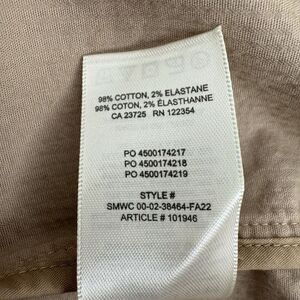 98% COTTON, 2% ELASTANE
98% COTON, 2% ÉLASTHANNE
CA 23725 RN 122354
PO 4500174217
PO 4500174218
PO 4500174219
STYLE #
SMWC 00-02-38464-FA22
ARTICLE # 101946